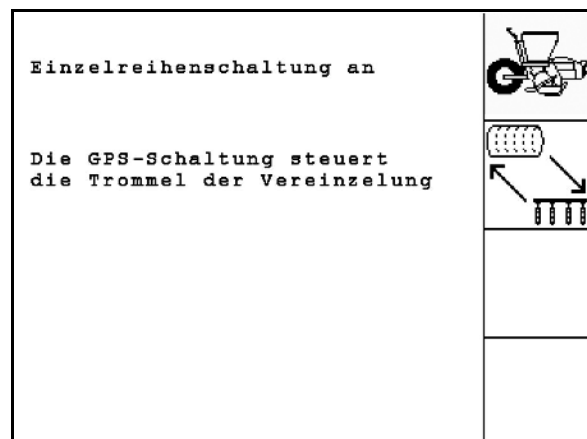 Einzelreihenschaltung an
Die GPS-Schaltung steuert
die Trommel der Vereinzelung